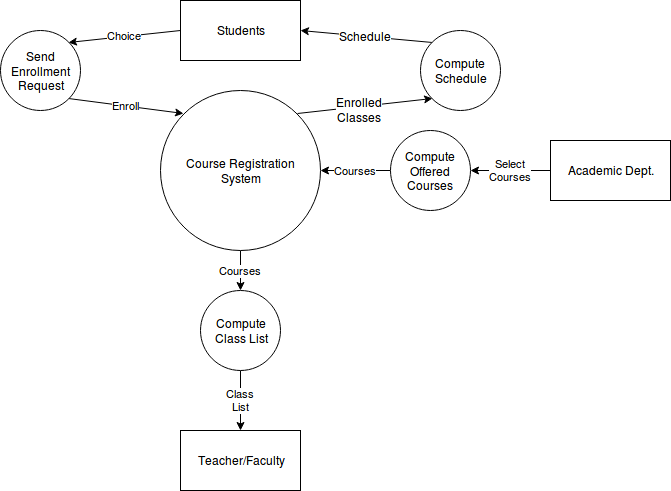 Students
Choice
Schedule
Send
Enrollment
Request
Compute
Schedule
Enroll
Enrolled
Classes
Course Registration
System
Courses
Compute
Offered
Courses
Select
Courses
Academic Dept.
Courses
Compute
Class List
Class
List
Teacher/Faculty